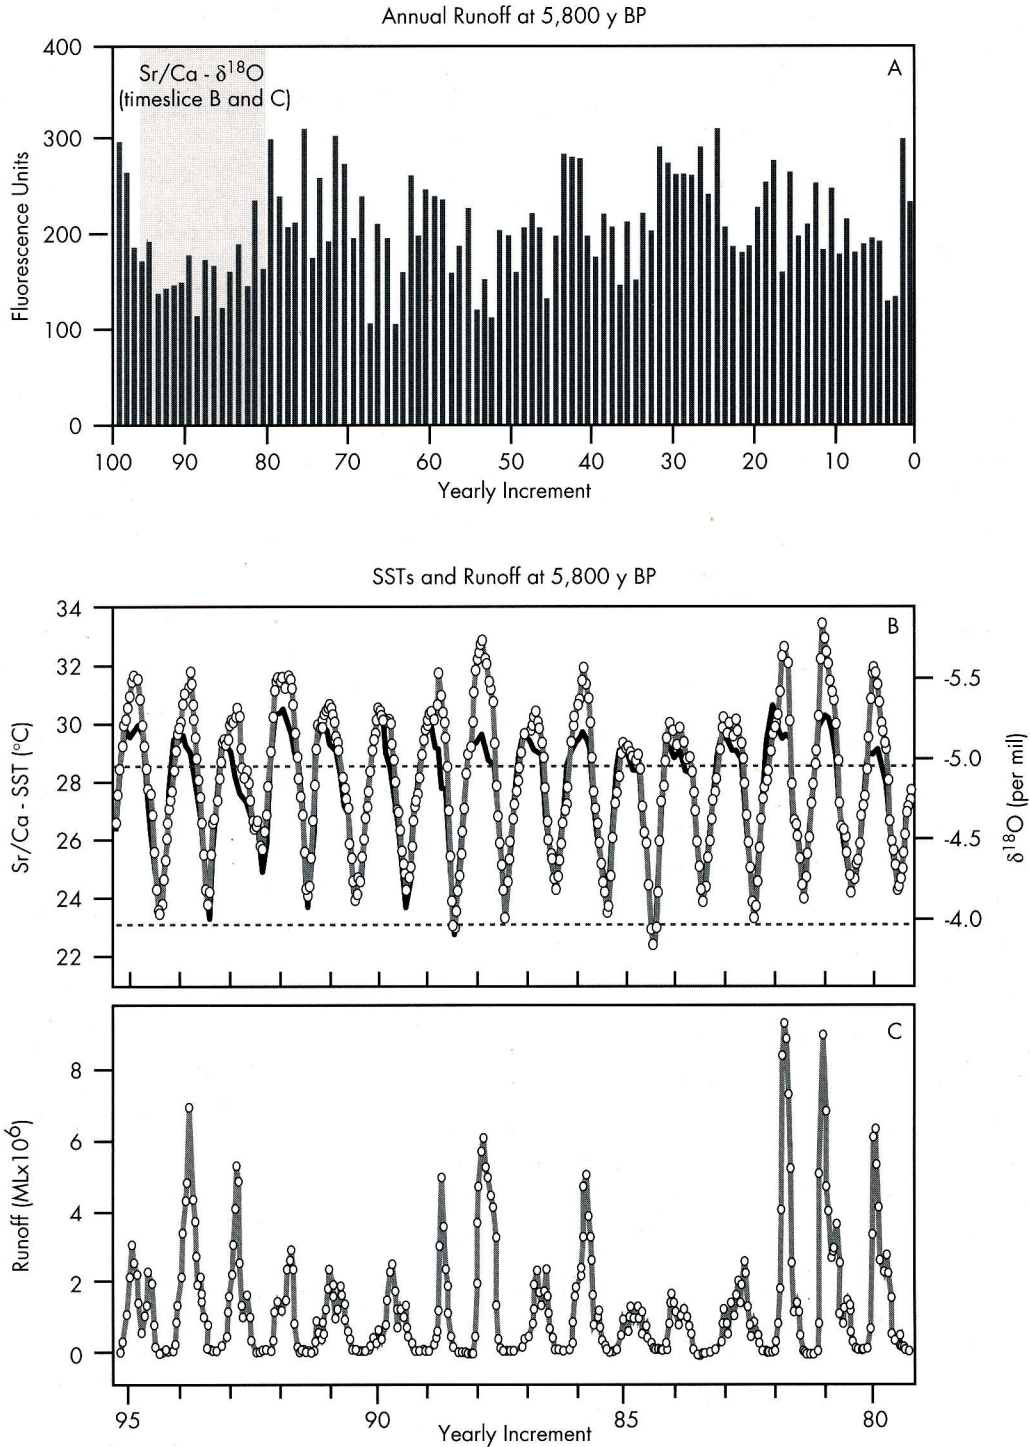 Annual Runoff at 5,800 y BP
A
Sr/Ca - δ¹⁸O
(timeslice B and C)
Fluorescence Units
400
300
200
100
0
100 90 80 70 60 50 40 30 20 10 0
Yearly Increment
SSTs and Runoff at 5,800 y BP
B
Sr/Ca - SST (°C)
34
32
30
28
26
24
22
-5.5
-5.0
-4.5
-4.0
δ¹⁸O (per mil)
C
Runoff (MLx10⁶)
8
6
4
2
0
95 90 85 80
Yearly Increment